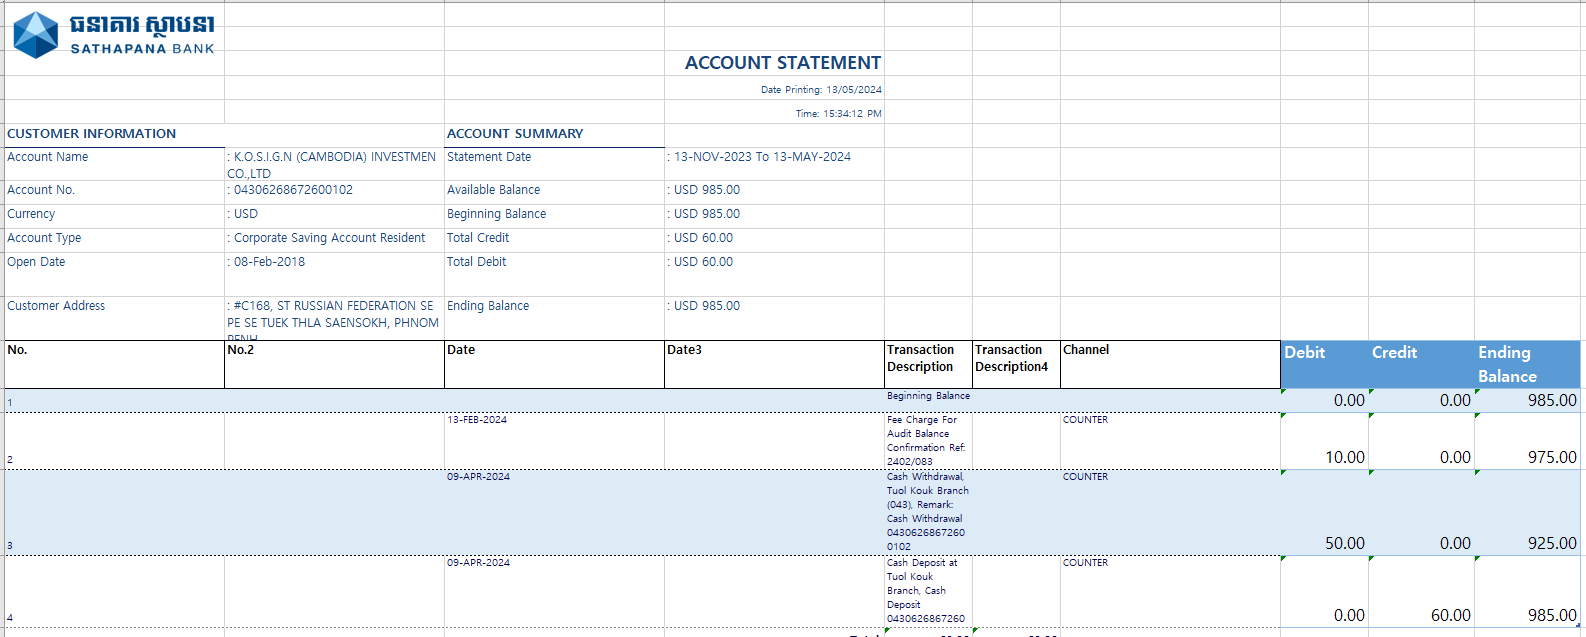 ធនាគារ ស្ថាបនា
SATHAPANA BANK
ACCOUNT STATEMENT
Date Printing: 13/05/2024
Time: 15:34:12 PM
CUSTOMER INFORMATION ACCOUNT SUMMARY
Account Name : K.O.S.I.G.N (CAMBODIA) INVESTMEN Statement Date : 13-NOV-2023 To 13-MAY-2024
CO.,LTD
Account No. : 04306268672600102 Available Balance : USD 985.00
Currency : USD Beginning Balance : USD 985.00
Account Type : Corporate Saving Account Resident Total Credit : USD 60.00
Open Date : 08-Feb-2018 Total Debit : USD 60.00
Customer Address : #C168, ST RUSSIAN FEDERATION SE Ending Balance : USD 985.00
PE SE TUEK THLA SAENSOKH, PHNOM
PENH
No. No.2 Date Date3 Transaction Transaction Channel Debit Credit Ending
Description Description4 Balance
Beginning Balance
1 0.00 0.00 985.00
13-FEB-2024 Fee Charge For COUNTER
Audit Balance
Confirmation Ref:
2402/083
2 10.00 0.00 975.00
09-APR-2024 Cash Withdrawal, COUNTER
Tuol Kouk Branch
(043), Remark:
Cash Withdrawal
0430626867260
0102
3 50.00 0.00 925.00
09-APR-2024 Cash Deposit at COUNTER
Tuol Kouk
Branch, Cash
Deposit
0430626867260
4 0.00 60.00 985.00